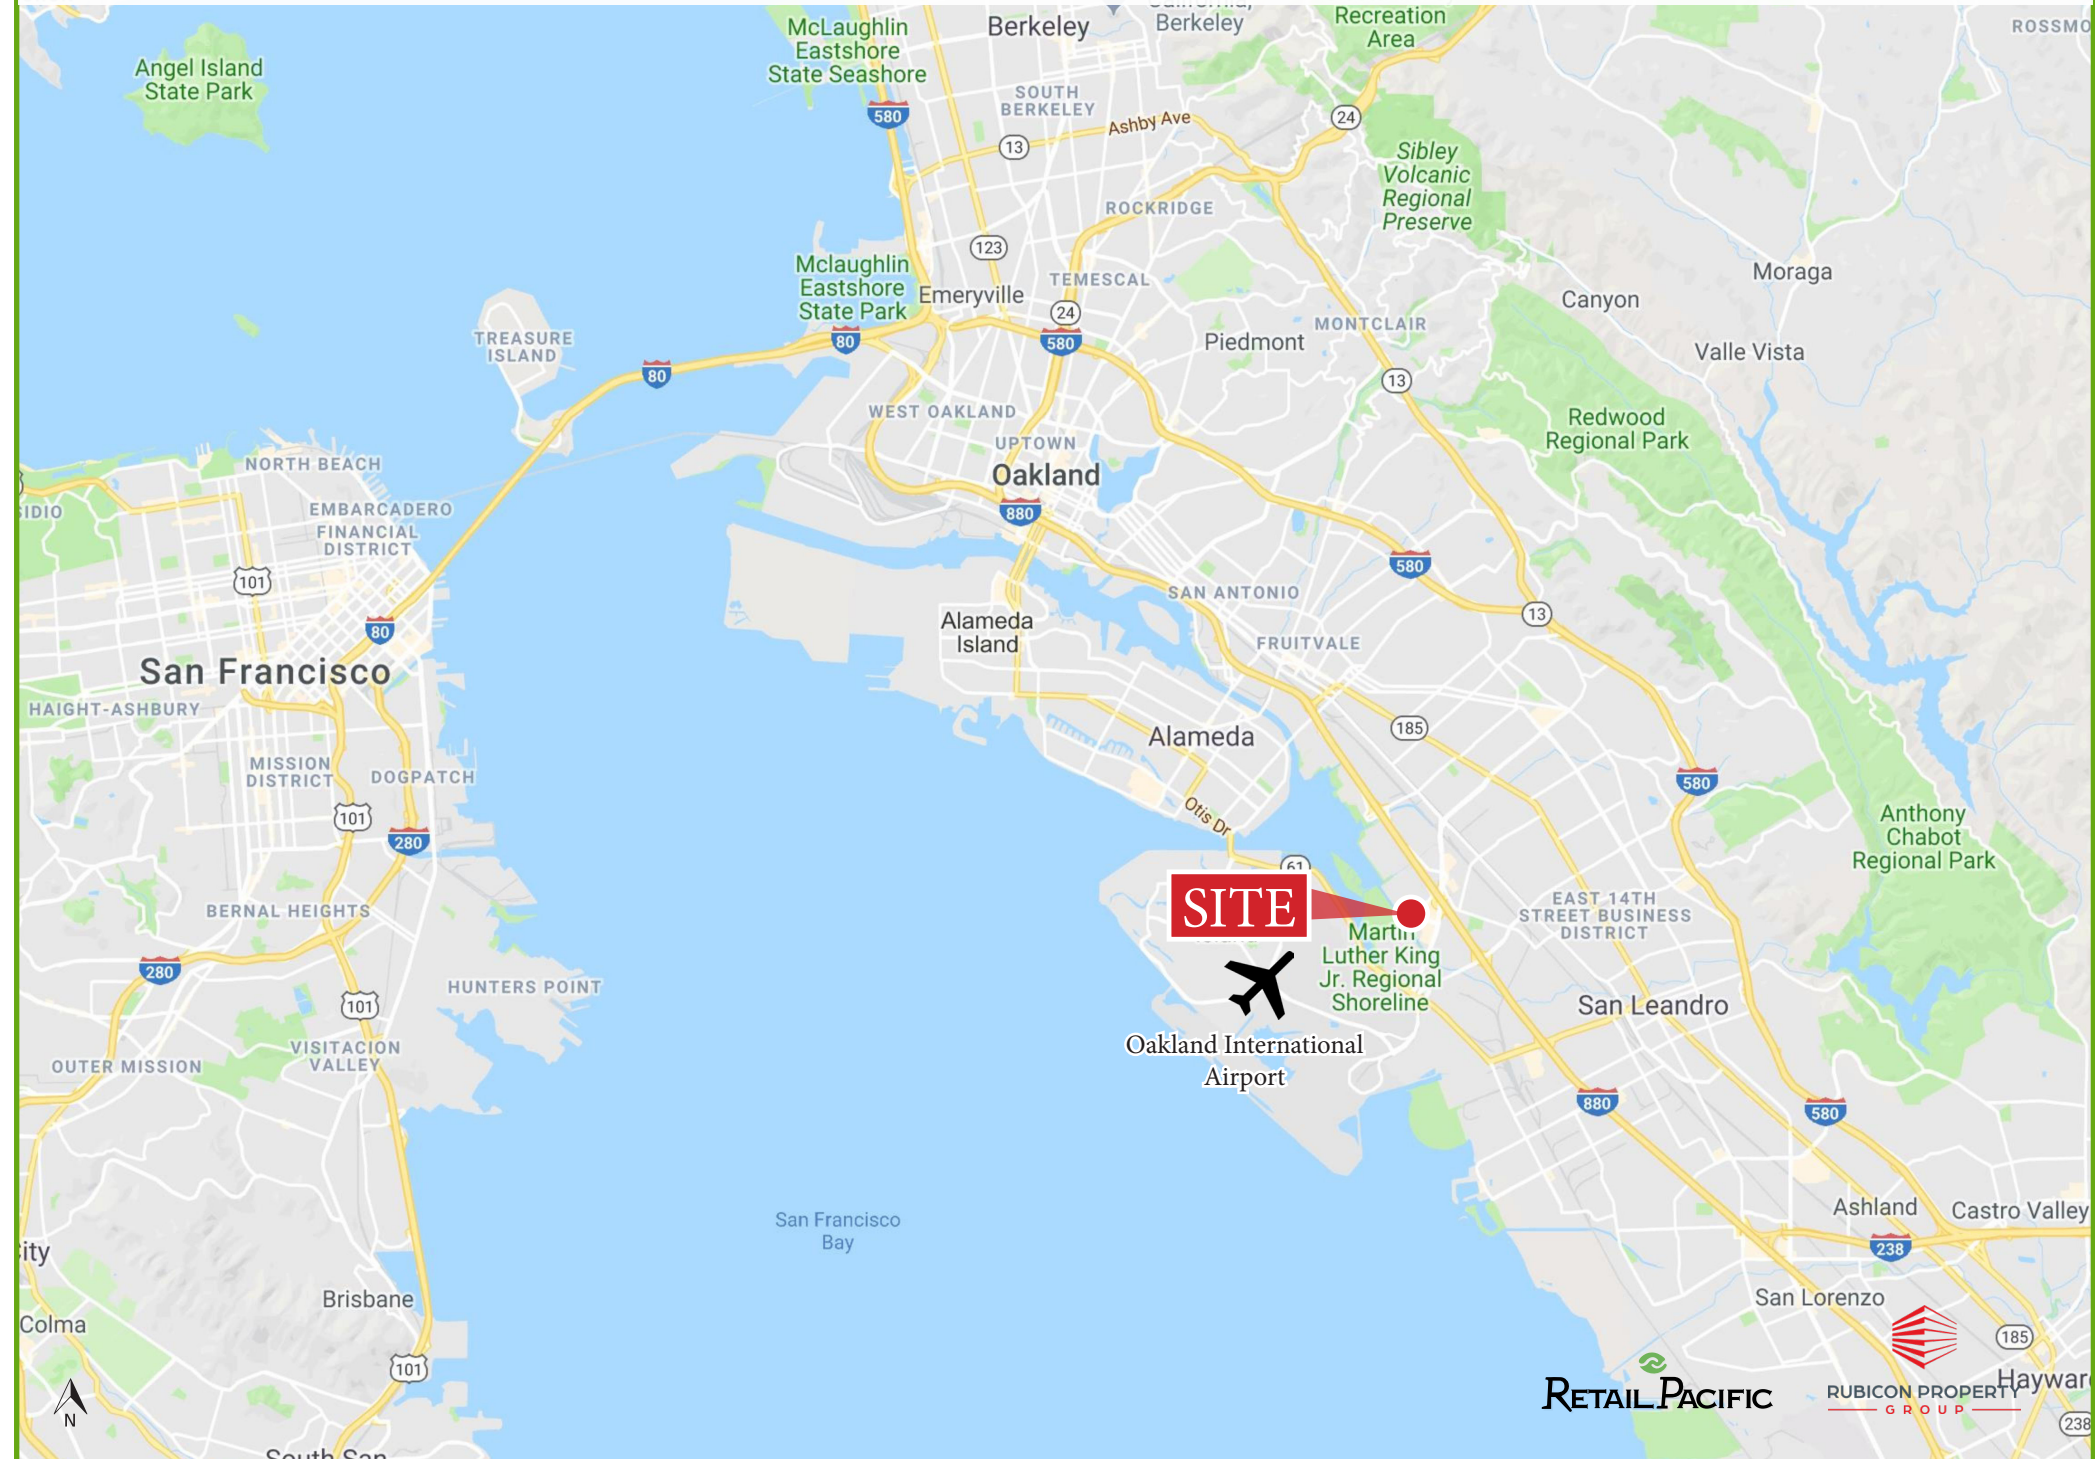 McLaughlin
Eastshore
State Seashore
Berkeley
Berkeley
Recreation
Area
Angel Island
State Park
580
SOUTH
BERKELEY
Ashby Ave
13
24
Sibley
Volcanic
Regional
Preserve
ROCKRIDGE
123
Mclaughlin
Eastshore
State Park
Emeryville
TEMESCAL
24
Moraga
Canyon
TREASURE
ISLAND
80
80
580
Piedmont
MONTCLAIR
Valle Vista
13
WEST OAKLAND
UPTOWN
Oakland
880
Redwood
Regional Park
NORTH BEACH
EMBARCADERO
FINANCIAL
DISTRICT
101
80
San Francisco
HAIGHT-ASHBURY
580
SAN ANTONIO
13
Alameda
Island
FRUITVALE
185
Alameda
MISSION
DISTRICT
DOGPATCH
580
101
280
Otis Dr
Anthony
Chabot
Regional Park
61
SITE
BERNAL HEIGHTS
EAST 14TH
STREET BUSINESS
DISTRICT
Martin
Luther King
Jr. Regional
Shoreline
280
HUNTERS POINT
101
San Leandro
Oakland International
Airport
VISITACION
VALLEY
OUTER MISSION
880
580
San Francisco
Bay
Ashland
Castro Valley
238
Brisbane
San Lorenzo
Colma
185
101
N
RETAIL PACIFIC
RUBICON PROPERTY
GROUP
238